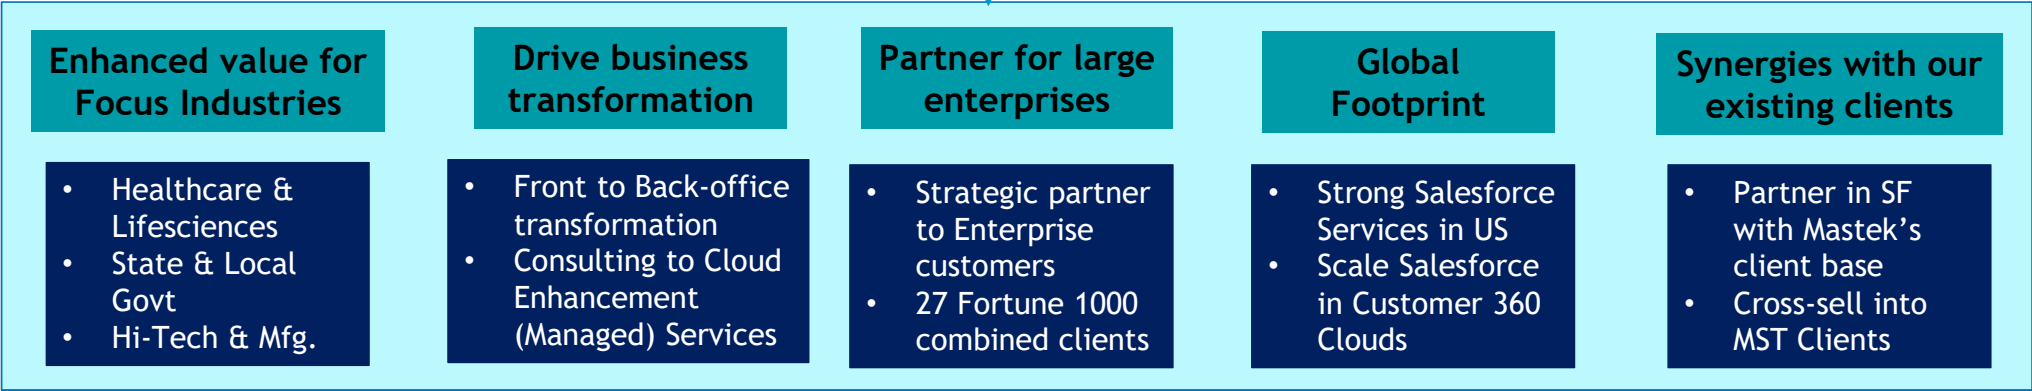 Enhanced value for
Focus Industries
• Healthcare &
Lifesciences
• State & Local
Govt
• Hi-Tech & Mfg.
Drive business
transformation
• Front to Back-office
transformation
• Consulting to Cloud
Enhancement
(Managed) Services
Partner for large
enterprises
• Strategic partner
to Enterprise
customers
• 27 Fortune 1000
combined clients
Global
Footprint
• Strong Salesforce
Services in US
• Scale Salesforce
in Customer 360
Clouds
Synergies with our
existing clients
• Partner in SF
with Mastek’s
client base
• Cross-sell into
MST Clients